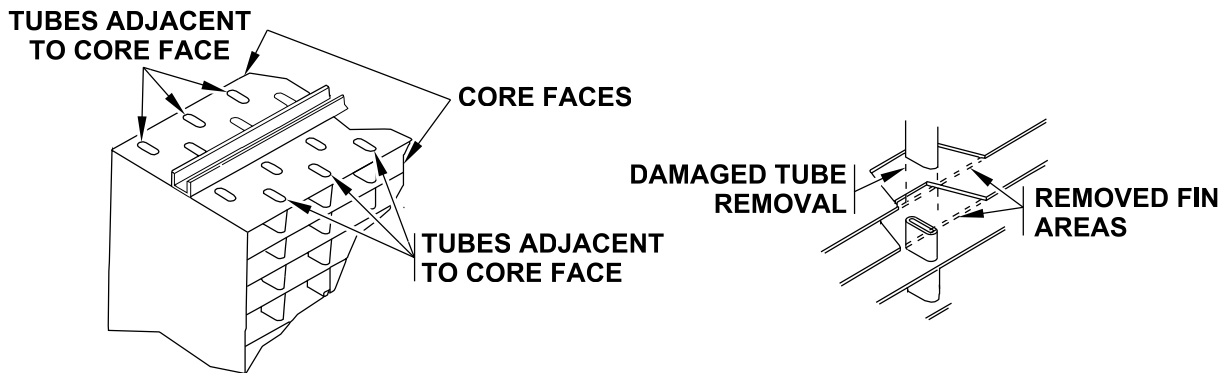 TUBES ADJACENT
TO CORE FACE
CORE FACES
TUBES ADJACENT
TO CORE FACE
DAMAGED TUBE
REMOVAL
REMOVED FIN
AREAS